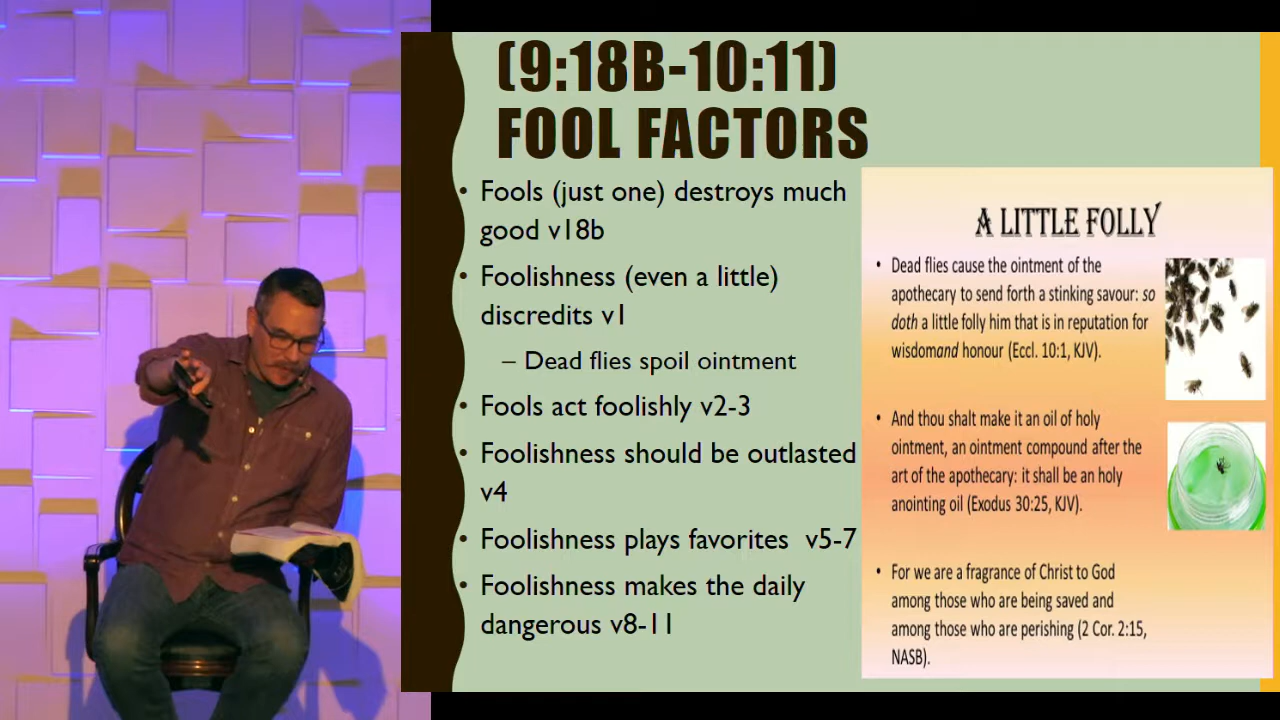 (9:18B-10:11)
FOOL FACTORS
• Fools (just one) destroys much
good v18b
• Foolishness (even a little)
discredits v1
– Dead flies spoil ointment
• Fools act foolishly v2-3
• Foolishness should be outlasted
v4
• Foolishness plays favorites v5-7
• Foolishness makes the daily
dangerous v8-11
A LITTLE FOLLY
• Dead flies cause the ointment of the
apothecary to send forth a stinking savour: so
doth a little folly him that is in reputation for
wisdomand honour (Eccl. 10:1, KJV).
• And thou shalt make it an oil of holy
ointment, an ointment compound after the
art of the apothecary: it shall be an holy
anointing oil (Exodus 30:25, KJV).
• For we are a fragrance of Christ to God
among those who are being saved and
among those who are perishing (2 Cor. 2:15,
NASB).